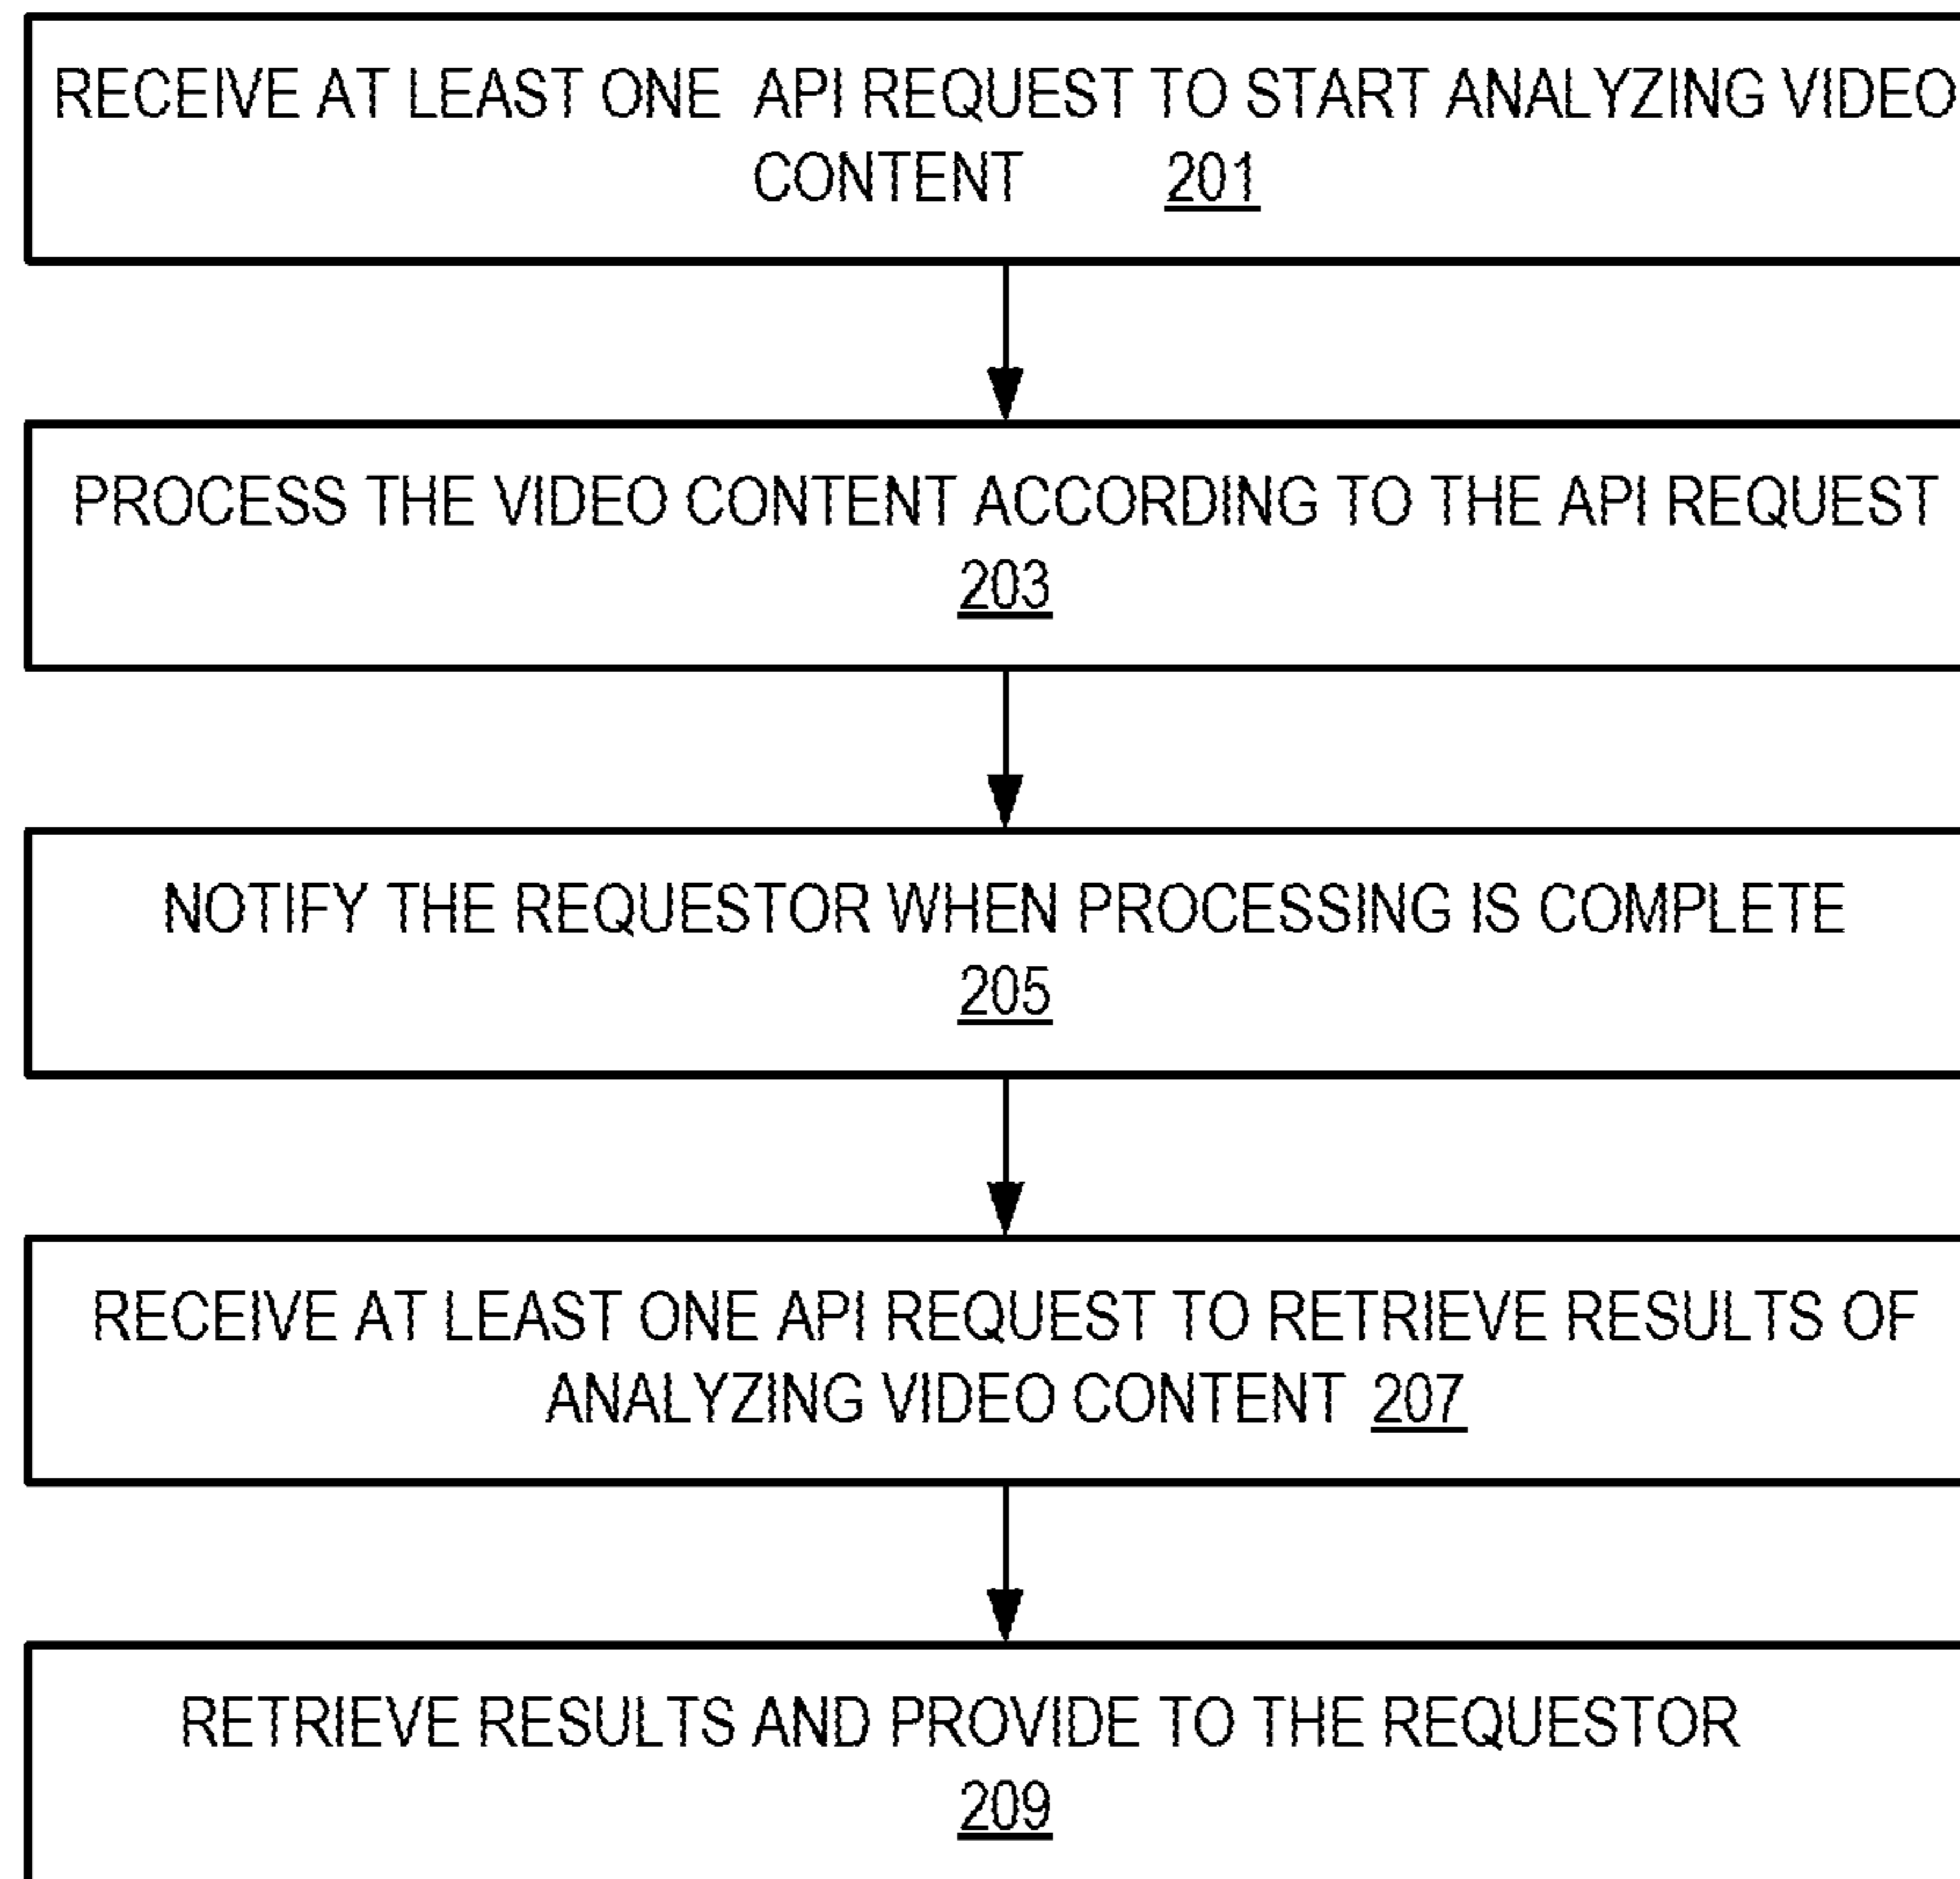 RECEIVE AT LEAST ONE API REQUEST TO START ANALYZING VIDEO
CONTENT 201
PROCESS THE VIDEO CONTENT ACCORDING TO THE API REQUEST
203
NOTIFY THE REQUESTOR WHEN PROCESSING IS COMPLETE
205
RECEIVE AT LEAST ONE API REQUEST TO RETRIEVE RESULTS OF
ANALYZING VIDEO CONTENT 207
RETRIEVE RESULTS AND PROVIDE TO THE REQUESTOR
209